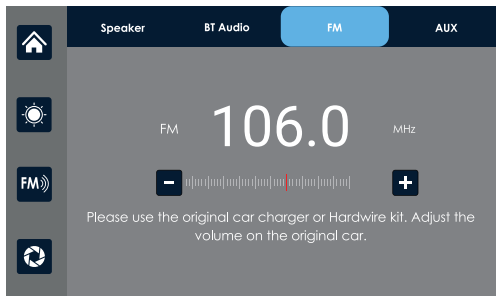 Speaker BT Audio FM AUX
FM 106.0 MHz
FM
Please use the original car charger or Hardwire kit. Adjust the
volume on the original car.